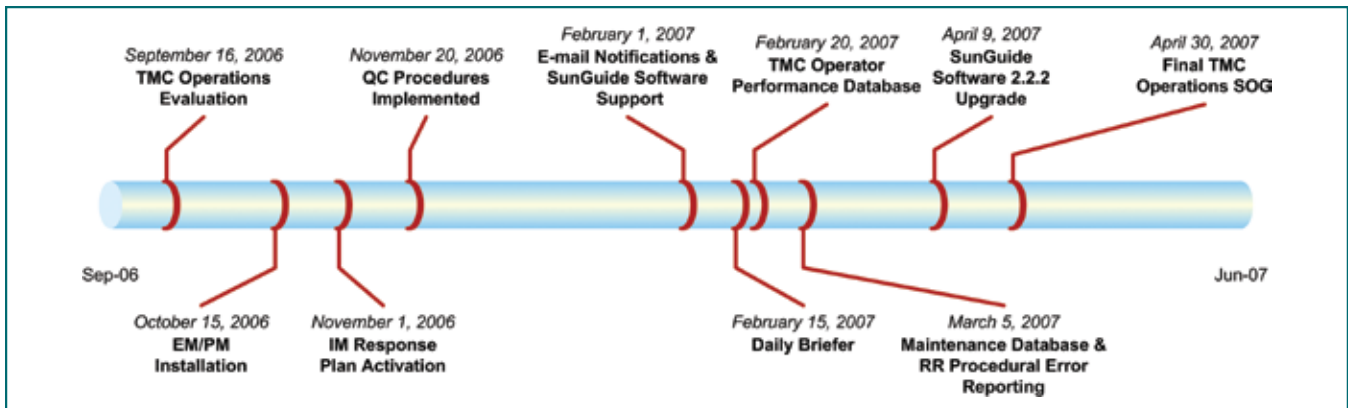 September 16, 2006
TMC Operations
Evaluation
November 20, 2006
QC Procedures
Implemented
February 1, 2007
E-mail Notifications &
SunGuide Software
Support
February 20, 2007
TMC Operator
Performance Database
April 9, 2007
SunGuide
Software 2.2.2
Upgrade
April 30, 2007
Final TMC
Operations SOG
Sep-06
Jun-07
October 15, 2006
EM/PM
Installation
November 1, 2006
IM Response
Plan Activation
February 15, 2007
Daily Briefer
March 5, 2007
Maintenance Database &
RR Procedural Error
Reporting